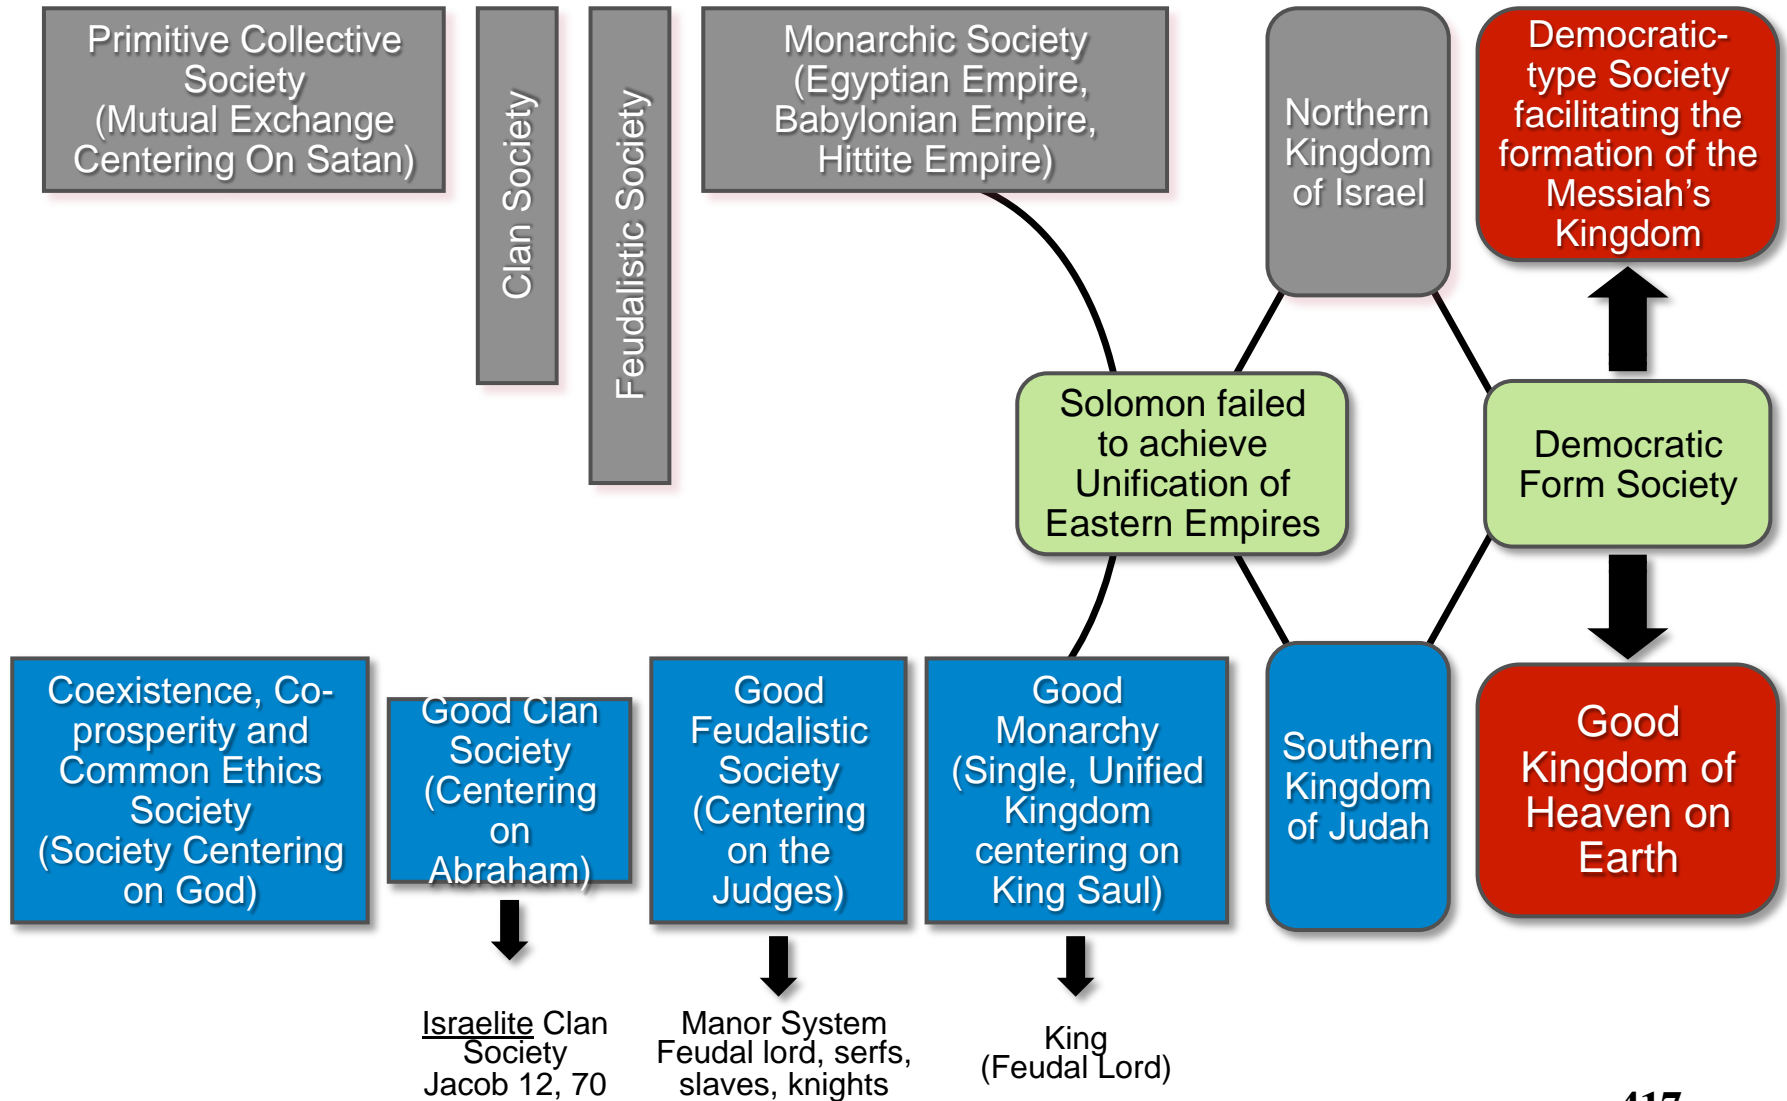 Primitive Collective
Society
(Mutual Exchange
Centering On Satan)
Clan Society
Feudalistic Society
Monarchic Society
(Egyptian Empire,
Babylonian Empire,
Hittite Empire)
Northern
Kingdom
of Israel
Democratic-
type Society
facilitating the
formation of the
Messiah’s
Kingdom
Solomon failed
to achieve
Unification of
Eastern Empires
Democratic
Form Society
Coexistence, Co-
prosperity and
Common Ethics
Society
(Society Centering
on God)
Good Clan
Society
(Centering
on
Abraham)
Good
Feudalistic
Society
(Centering
on the
Judges)
Good
Monarchy
(Single, Unified
Kingdom
centering on
King Saul)
Southern
Kingdom
of Judah
Good
Kingdom of
Heaven on
Earth
Israelite Clan
Society
Jacob 12, 70
Manor System
Feudal lord, serfs,
slaves, knights
King
(Feudal Lord)
417